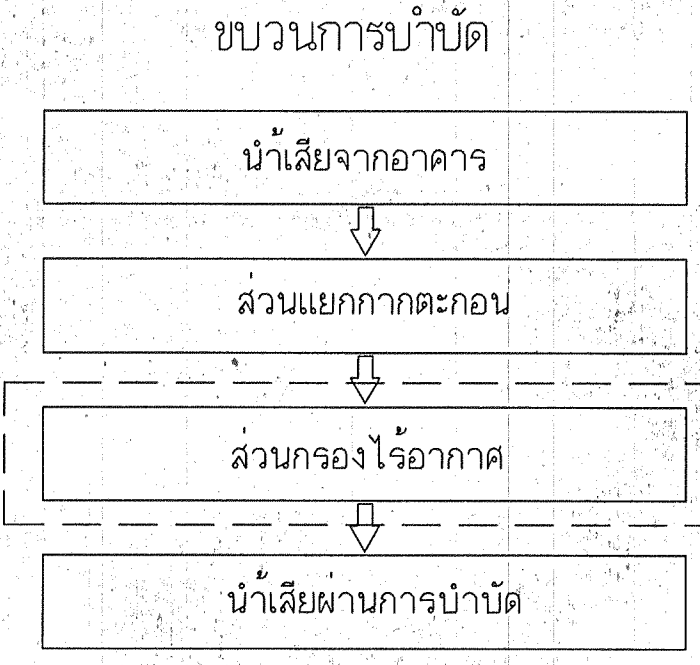 ขบวนการบำบัด
น้ำเสียจากอาคาร
ส่วนแยกกากตะกอน
ส่วนกรองไร้อากาศ
น้ำเสียผ่านการบำบัด